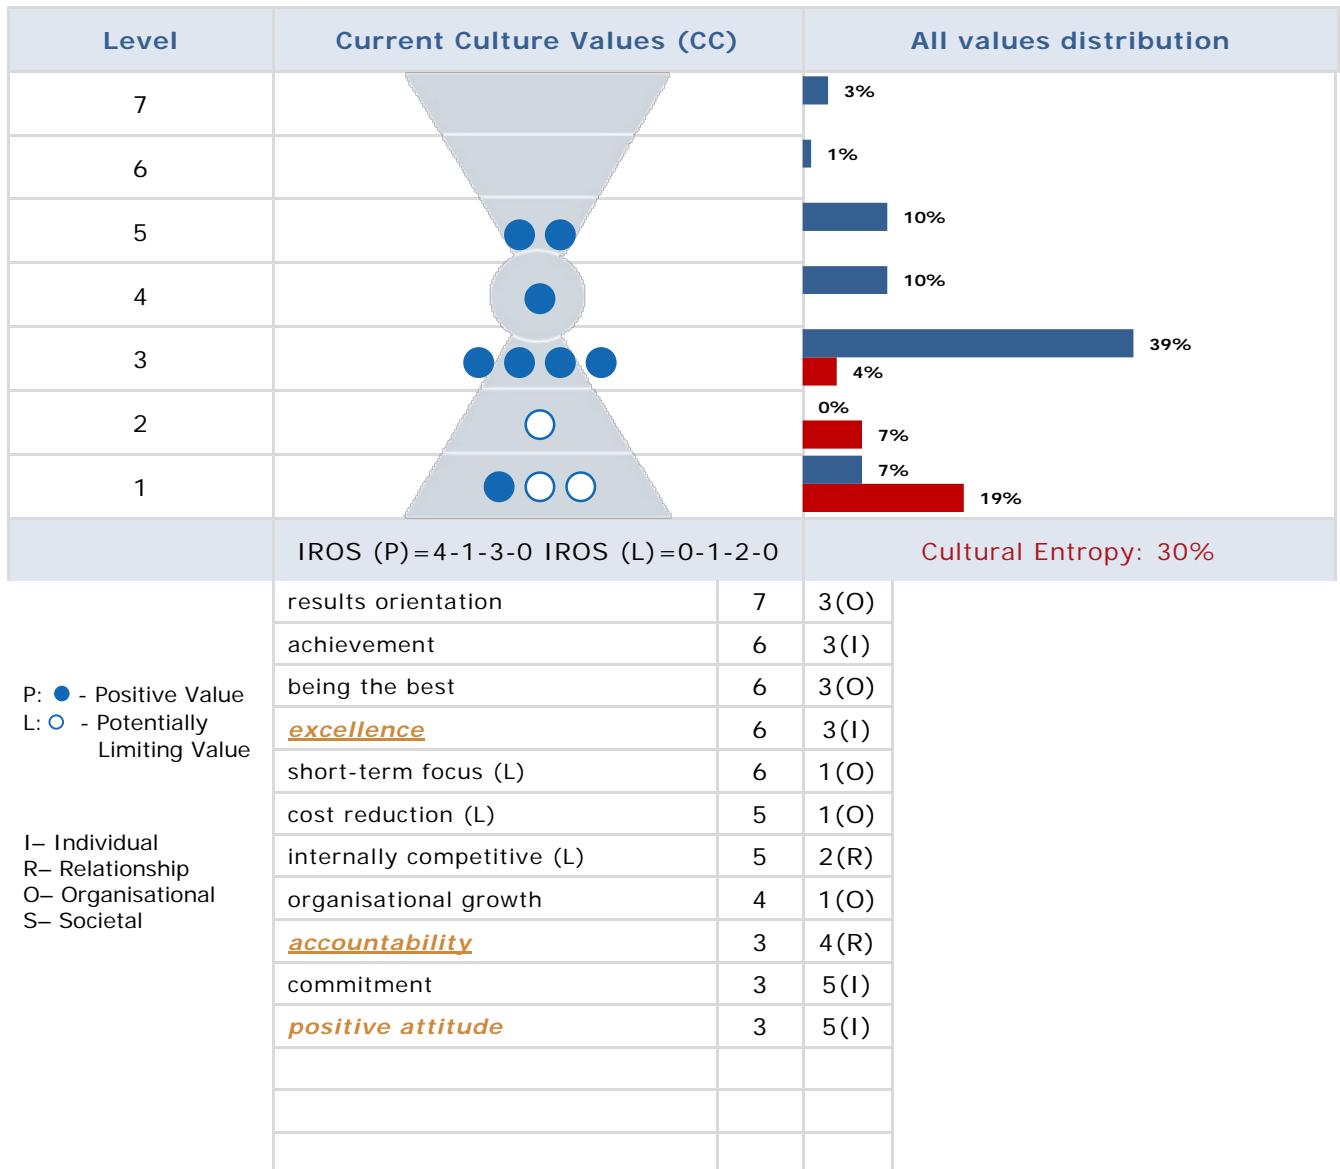 Level Current Culture Values (CC) All values distribution
7 3%
6 1%
5 10%
4 10%
3 39%
4%
0%
2 7%
7%
1 19%
IROS (P)=4-1-3-0 IROS (L)=0-1-2-0 Cultural Entropy: 30%
results orientation 7 3(O)
achievement 6 3(I)
being the best 6 3(O)
excellence 6 3(I)
short-term focus (L) 6 1(O)
cost reduction (L) 5 1(O)
internally competitive (L) 5 2(R)
organisational growth 4 1(O)
accountability 3 4(R)
commitment 3 5(I)
positive attitude 3 5(I)
P: - Positive Value
L: - Potentially
Limiting Value
I– Individual
R– Relationship
O– Organisational
S– Societal